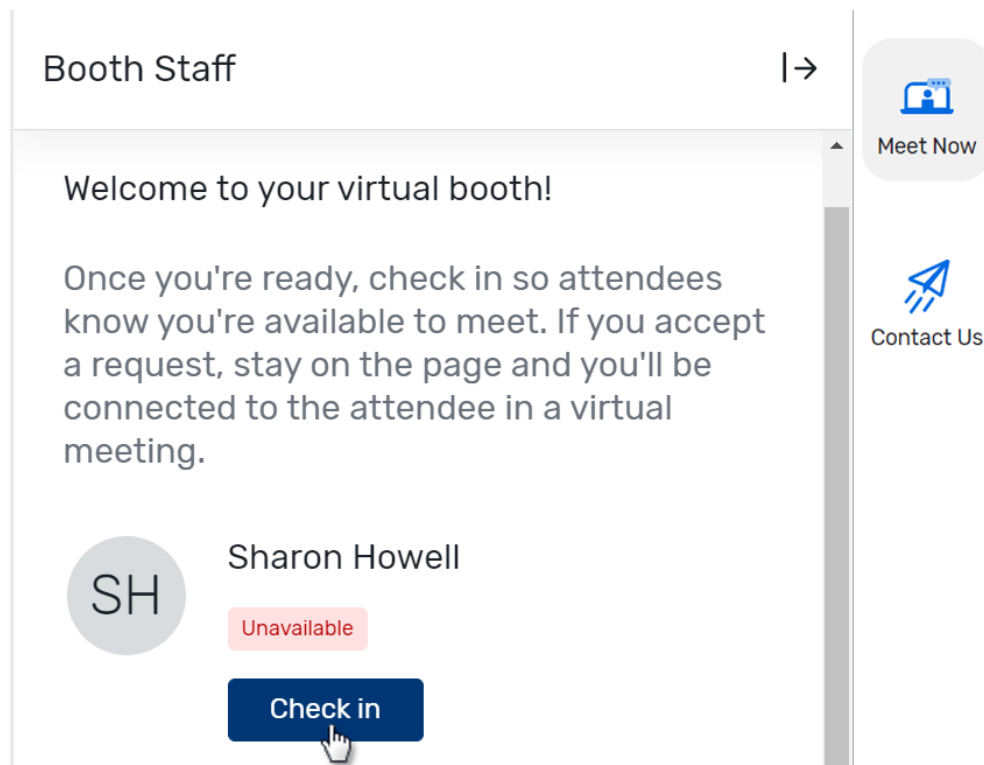 Booth Staff
Meet Now
Welcome to your virtual booth!
Once you're ready, check in so attendees
know you're available to meet. If you accept
a request, stay on the page and you'll be
connected to the attendee in a virtual
meeting.
Contact Us
SH
Sharon Howell
Unavailable
Check in